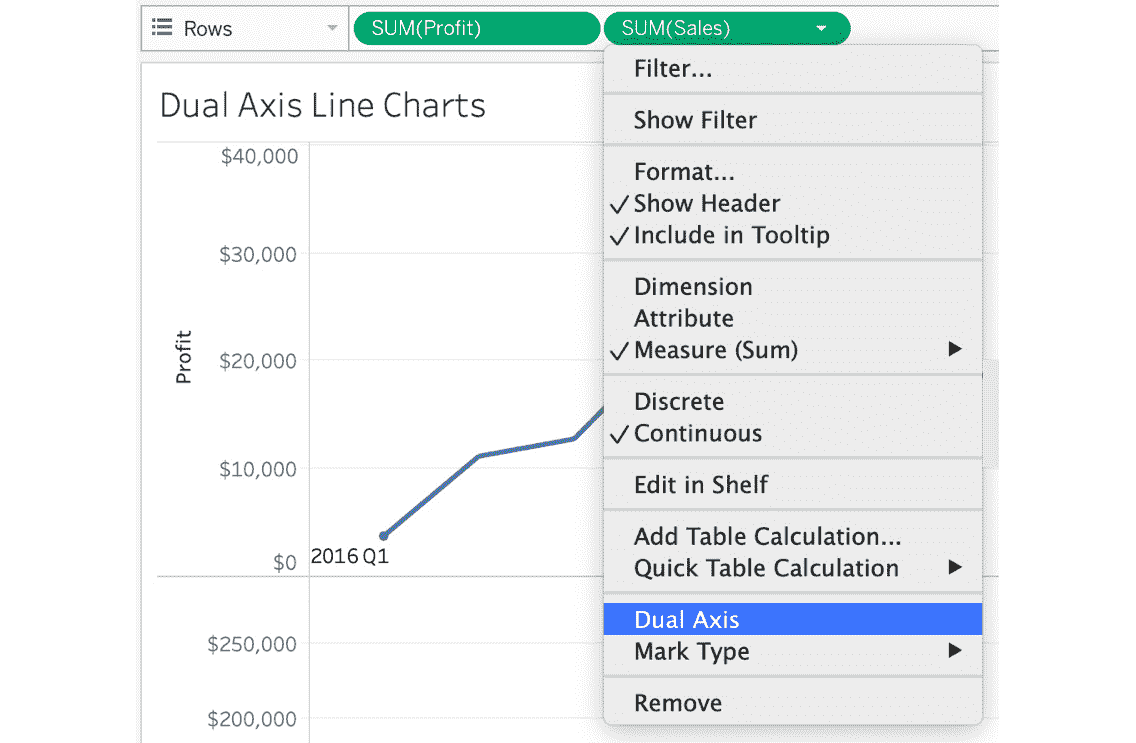 Rows SUM(Profit) SUM(Sales)
Dual Axis Line Charts
$40,000
$30,000
$20,000
$10,000
$0
Profit
2016 Q1
$250,000
$200,000
Filter...
Show Filter
Format...
✓ Show Header
✓ Include in Tooltip
Dimension
Attribute
✓ Measure (Sum)
Discrete
✓ Continuous
Edit in Shelf
Add Table Calculation...
Quick Table Calculation
Dual Axis
Mark Type
Remove